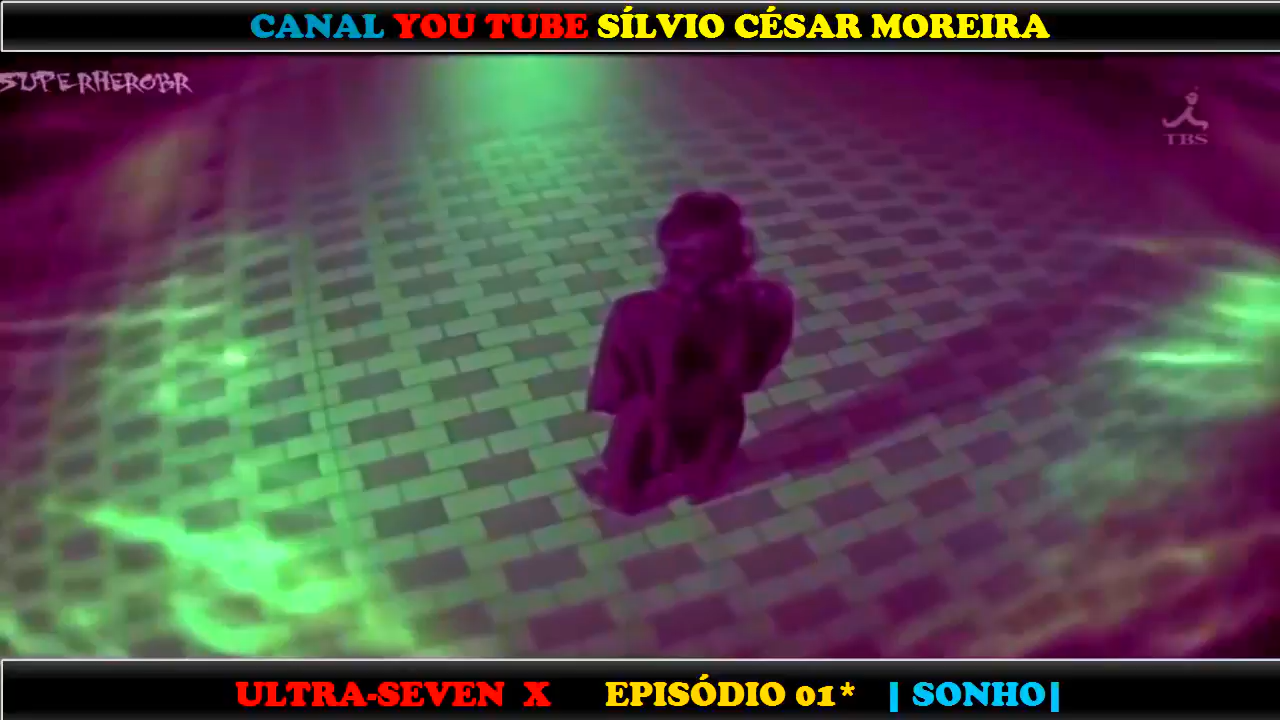 CANAL YOU TUBE SÍLVIO CÉSAR MOREIRA
SUPERHEROBR
TBS
ULTRA-SEVEN X EPISÓDIO 01* | SONHO|